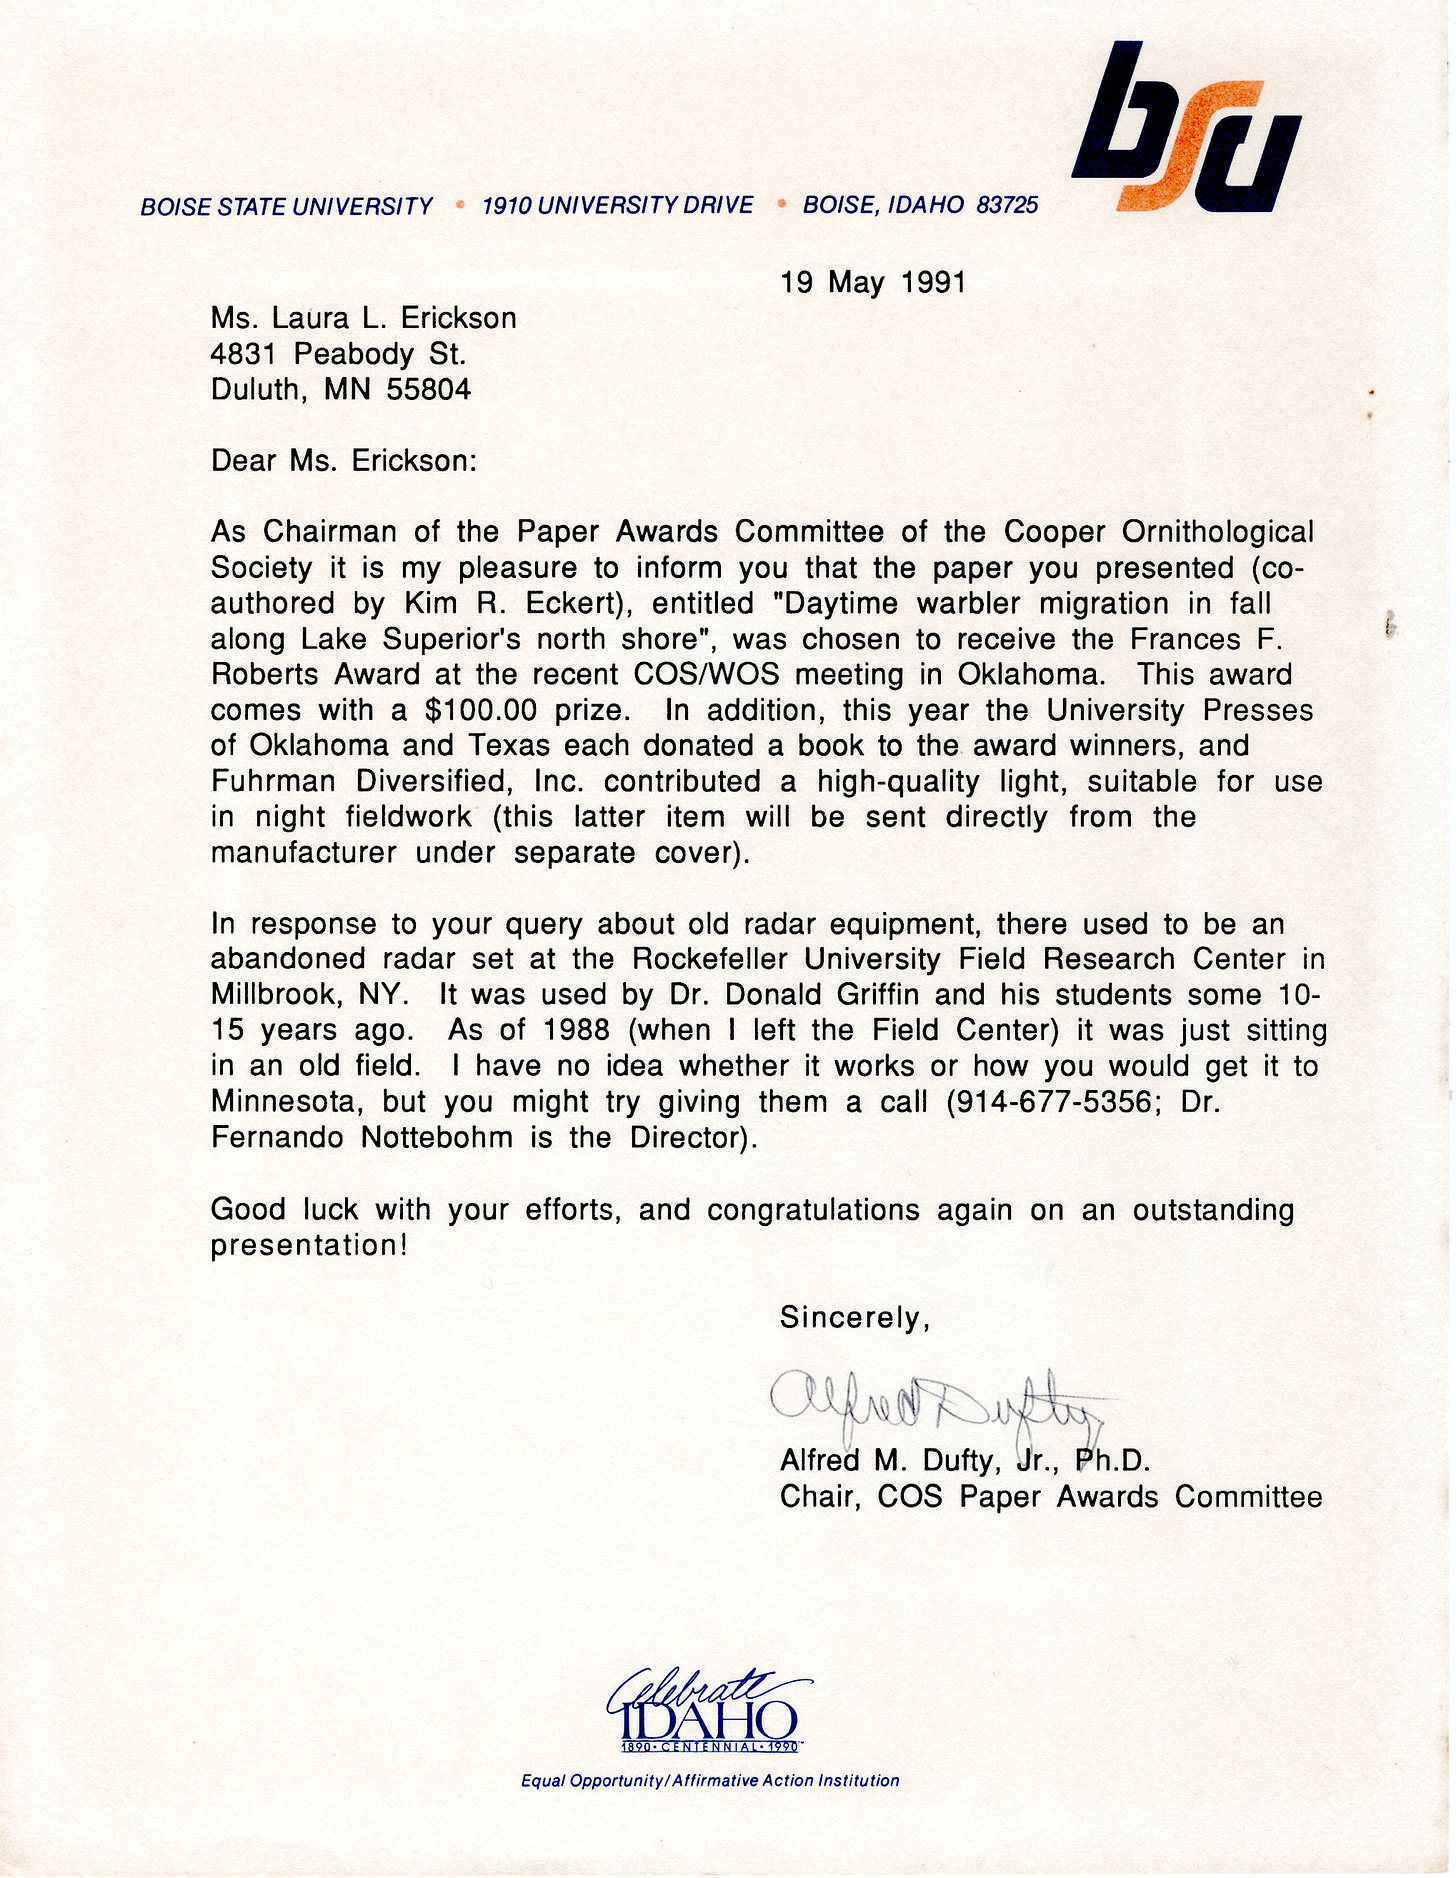 bsu
BOISE STATE UNIVERSITY • 1910 UNIVERSITY DRIVE • BOISE, IDAHO 83725
19 May 1991
Ms. Laura L. Erickson
4831 Peabody St.
Duluth, MN 55804
Dear Ms. Erickson:
As Chairman of the Paper Awards Committee of the Cooper Ornithological
Society it is my pleasure to inform you that the paper you presented (co-
authored by Kim R. Eckert), entitled "Daytime warbler migration in fall
along Lake Superior's north shore", was chosen to receive the Frances F.
Roberts Award at the recent COS/WOS meeting in Oklahoma. This award
comes with a $100.00 prize. In addition, this year the University Presses
of Oklahoma and Texas each donated a book to the award winners, and
Fuhrman Diversified, Inc. contributed a high-quality light, suitable for use
in night fieldwork (this latter item will be sent directly from the
manufacturer under separate cover).
In response to your query about old radar equipment, there used to be an
abandoned radar set at the Rockefeller University Field Research Center in
Millbrook, NY. It was used by Dr. Donald Griffin and his students some 10-
15 years ago. As of 1988 (when I left the Field Center) it was just sitting
in an old field. I have no idea whether it works or how you would get it to
Minnesota, but you might try giving them a call (914-677-5356; Dr.
Fernando Nottebohm is the Director).
Good luck with your efforts, and congratulations again on an outstanding
presentation!
Sincerely,
Alfred Dufty
Alfred M. Dufty, Jr., Ph.D.
Chair, COS Paper Awards Committee
Celebrate
IDAHO
1890 • CENTENNIAL • 1990™
Equal Opportunity/Affirmative Action Institution